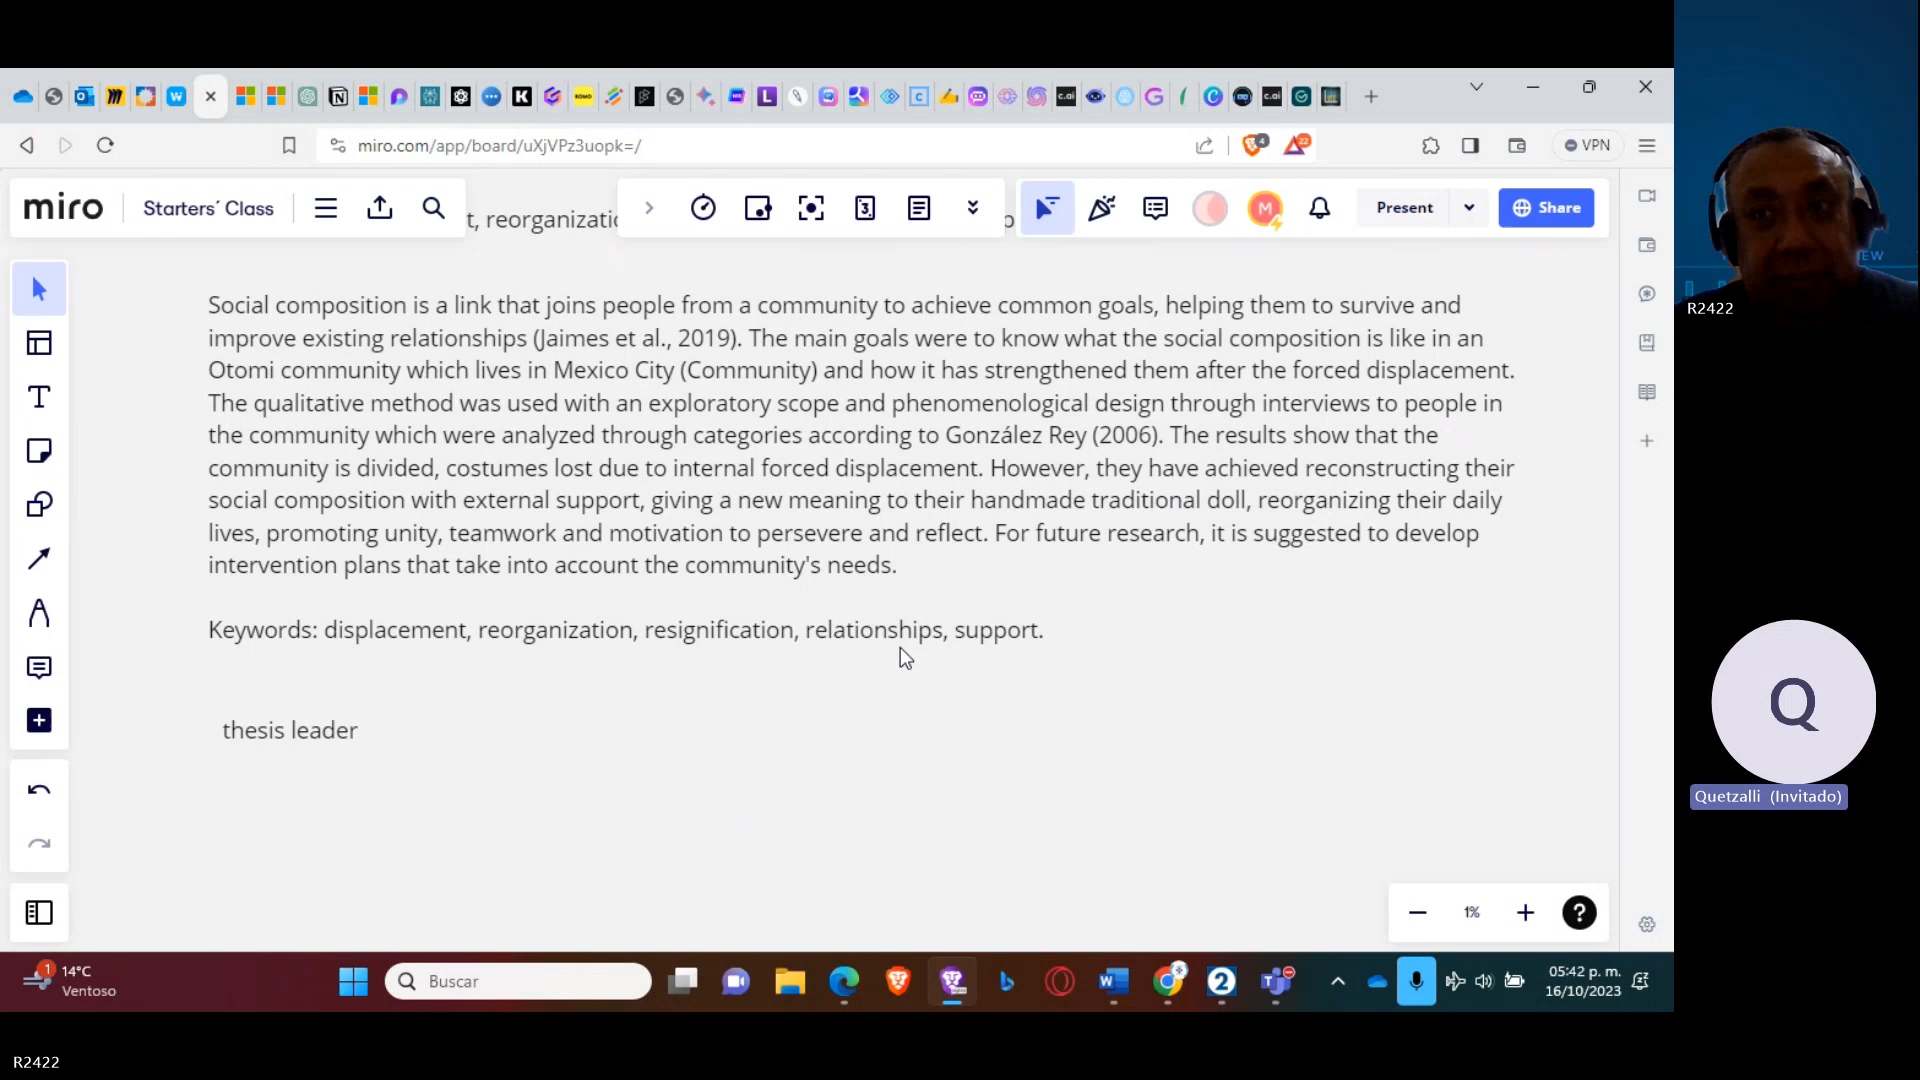 miro.com/app/board/uXjVPz3uopk=/
VPN
miro
Starters´ Class
t, reorganizatio
Present
Share
Social composition is a link that joins people from a community to achieve common goals, helping them to survive and
improve existing relationships (Jaimes et al., 2019). The main goals were to know what the social composition is like in an
Otomi community which lives in Mexico City (Community) and how it has strengthened them after the forced displacement.
The qualitative method was used with an exploratory scope and phenomenological design through interviews to people in
the community which were analyzed through categories according to González Rey (2006). The results show that the
community is divided, costumes lost due to internal forced displacement. However, they have achieved reconstructing their
social composition with external support, giving a new meaning to their handmade traditional doll, reorganizing their daily
lives, promoting unity, teamwork and motivation to persevere and reflect. For future research, it is suggested to develop
intervention plans that take into account the community's needs.
Keywords: displacement, reorganization, resignification, relationships, support.
thesis leader
1%
R2422
Q
Quetzalli (Invitado)
14°C
Ventoso
Buscar
05:42 p. m.
16/10/2023
R2422